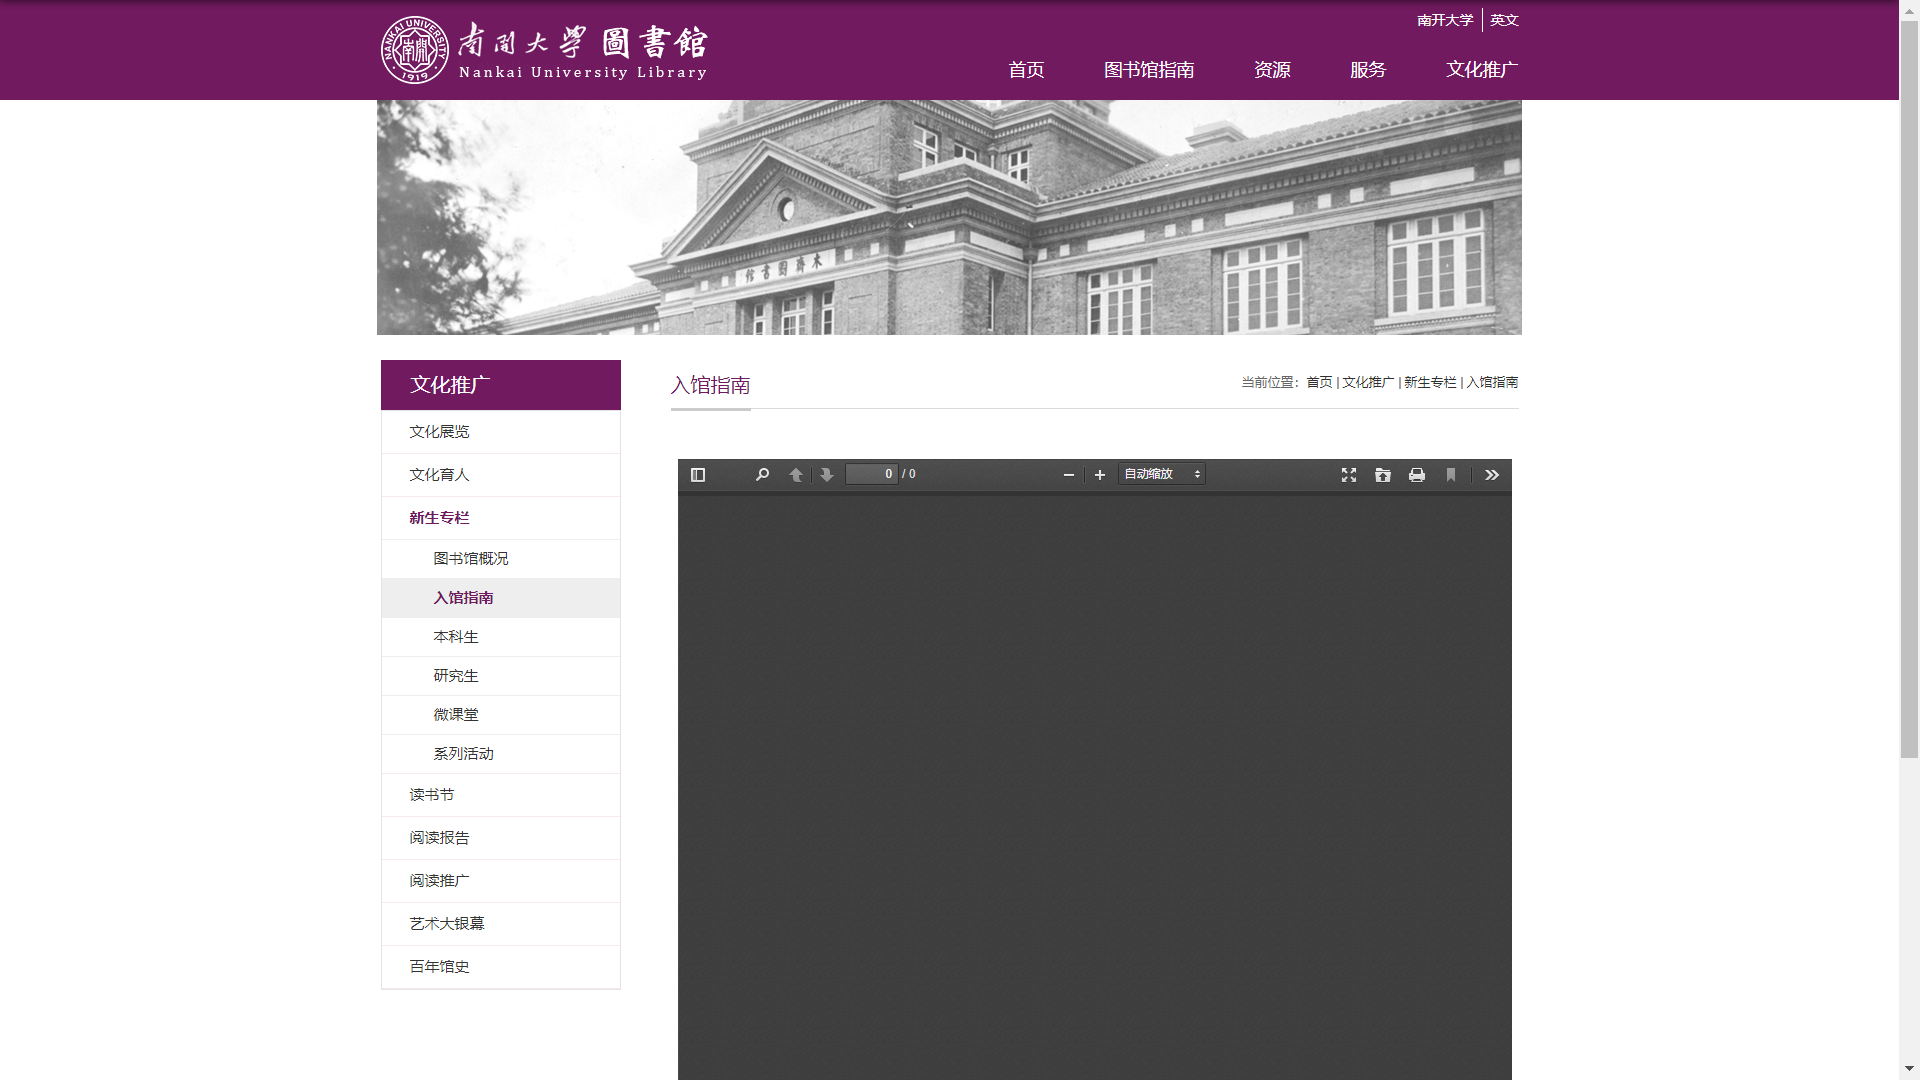 南开大学 英文
NANKAI UNIVERSITY
南開
1919
南開大學 圖書館
Nankai University Library
首页 图书馆指南 资源 服务 文化推广
木齋圖書館
文化推广
文化展览
文化育人
新生专栏
图书馆概况
入馆指南
本科生
研究生
微课堂
系列活动
读书节
阅读报告
阅读推广
艺术大银幕
百年馆史
入馆指南
当前位置: 首页 | 文化推广 | 新生专栏 | 入馆指南
0 / 0
自动缩放